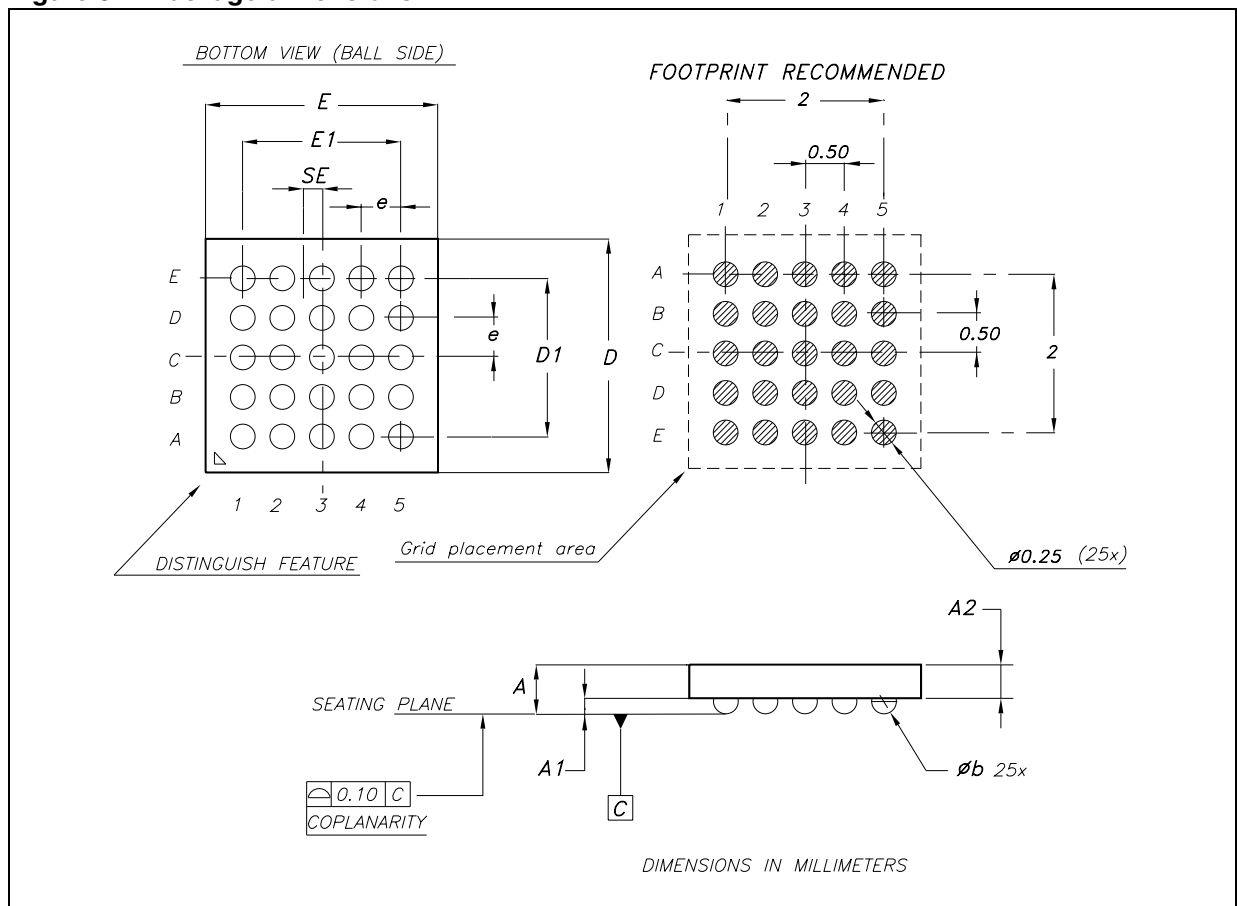 BOTTOM VIEW (BALL SIDE)
E
E1
SE
e
E
D
C
B
A
e
D1
D
1 2 3 4 5
DISTINGUISH FEATURE
FOOTPRINT RECOMMENDED
2
0.50
1 2 3 4 5
A
B
C
D
E
0.50
2
Grid placement area
ø0.25 (25x)
A2
A
SEATING PLANE
A1
øb 25x
0.10 C
COPLANARITY
C
DIMENSIONS IN MILLIMETERS